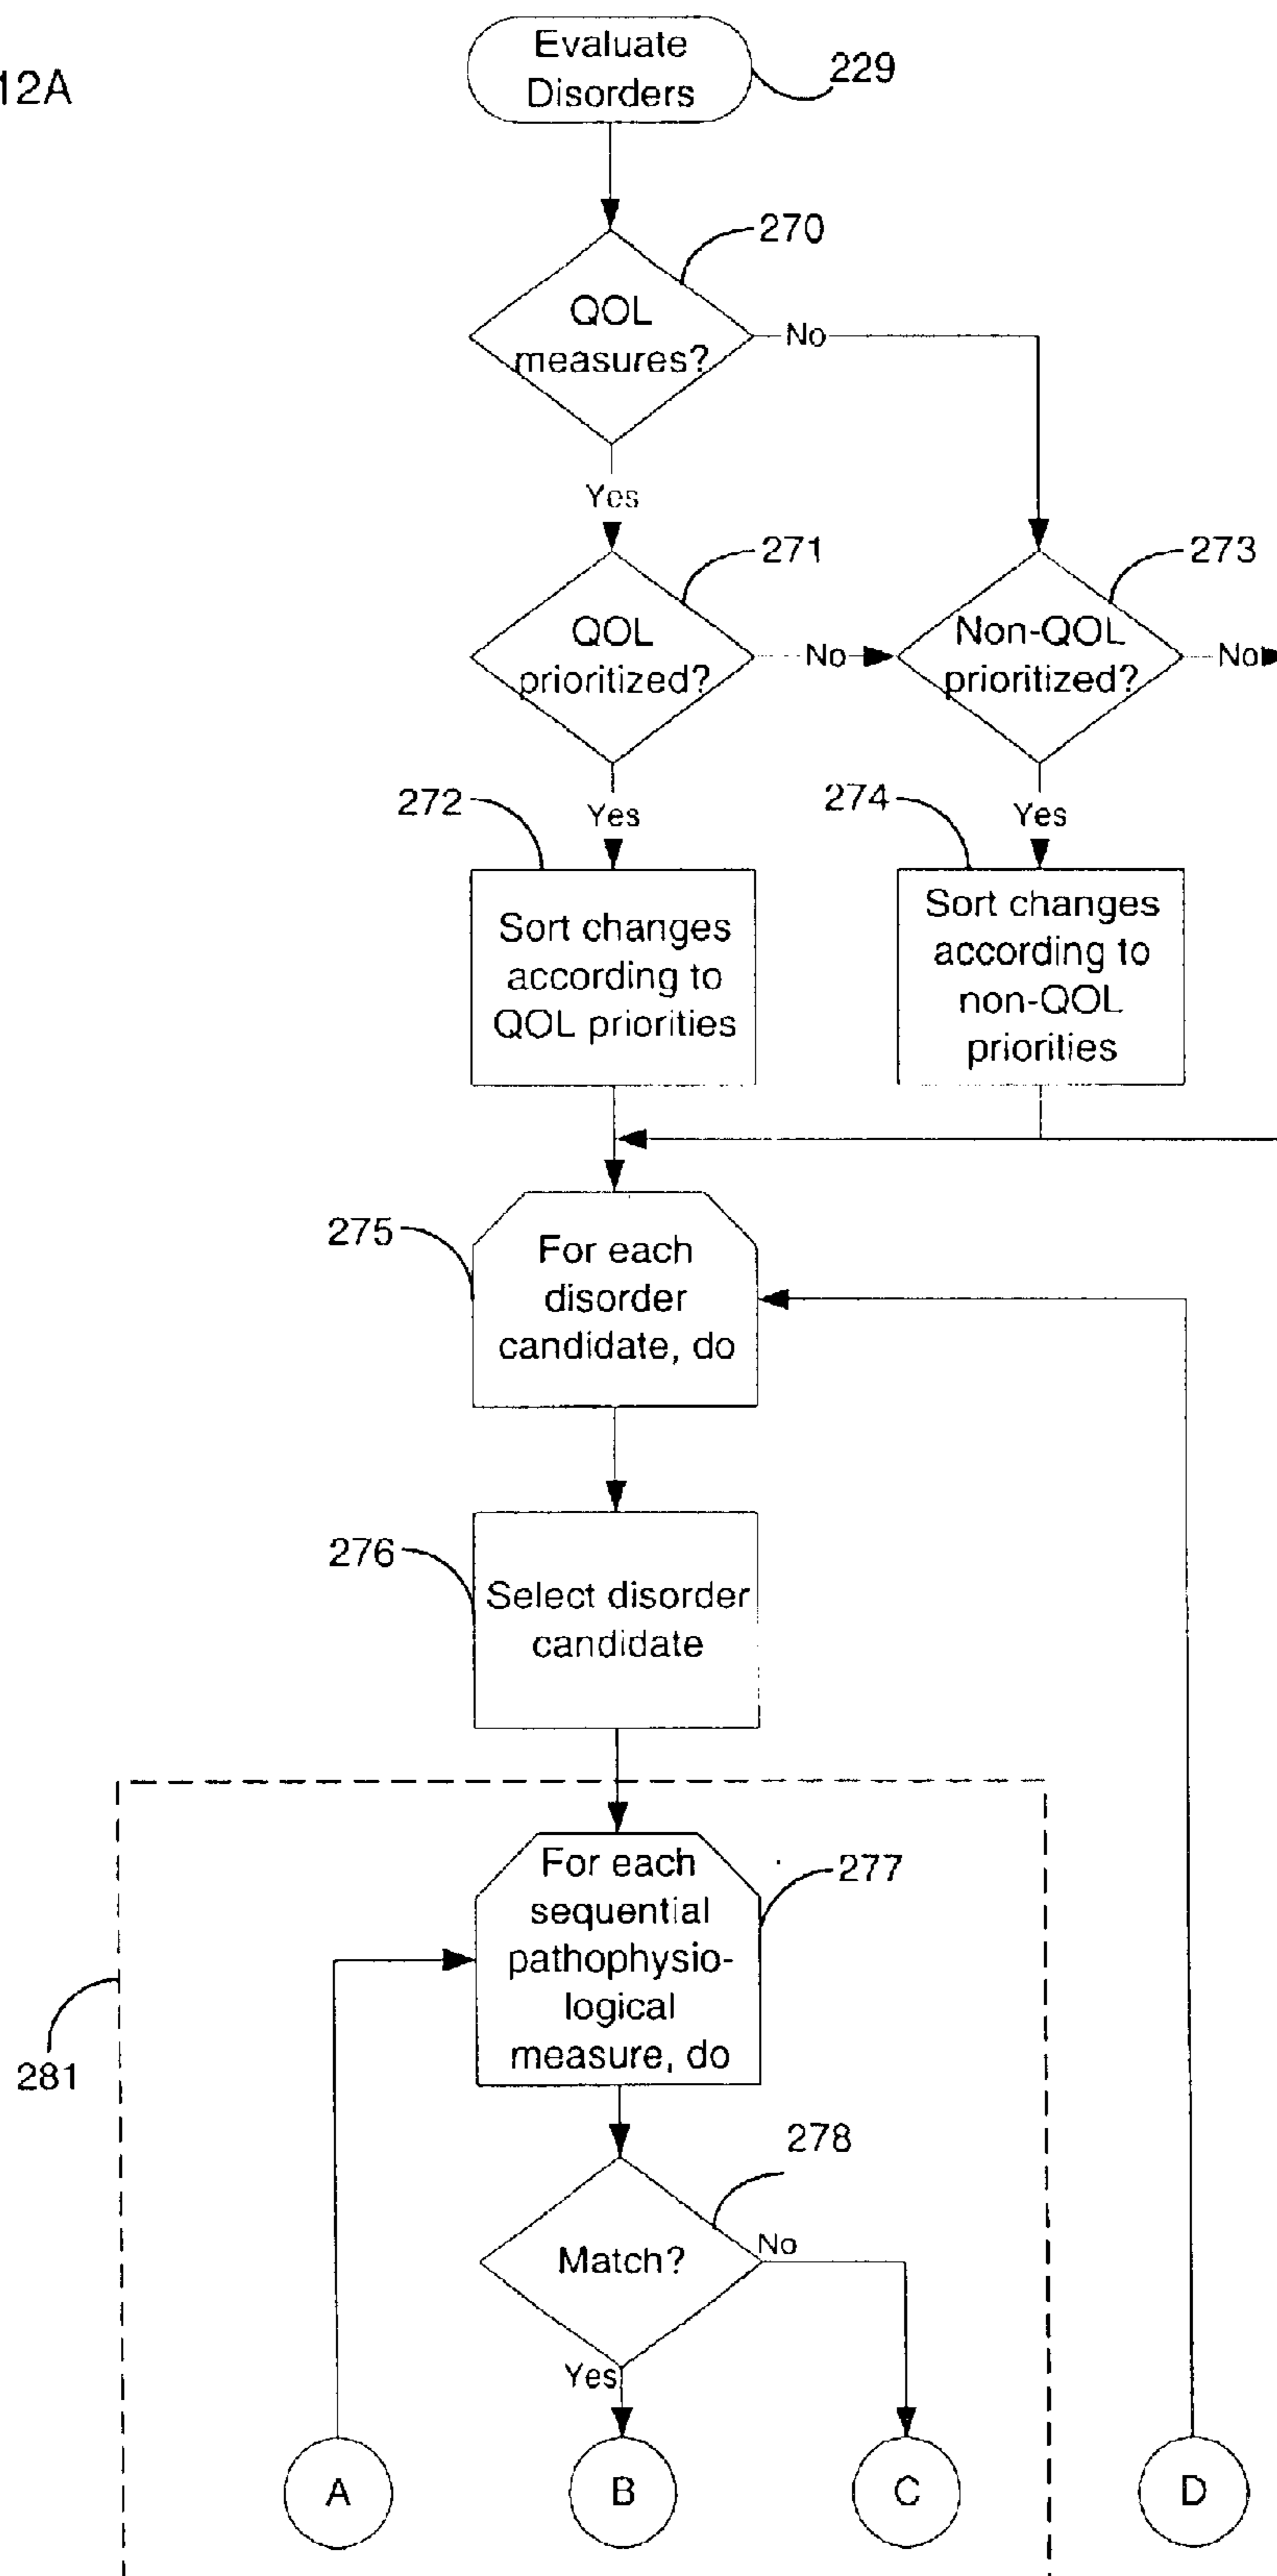 12A
Evaluate
Disorders
229
270
QOL
measures?
No
Yes
271
273
QOL
prioritized?
No
Non-QOL
prioritized?
No
272
Yes
274
Yes
Sort changes
according to
QOL priorities
Sort changes
according to
non-QOL
priorities
275
For each
disorder
candidate, do
276
Select disorder
candidate
For each
sequential
pathophysio-
logical
measure, do
277
281
278
Match?
No
Yes
A
B
C
D